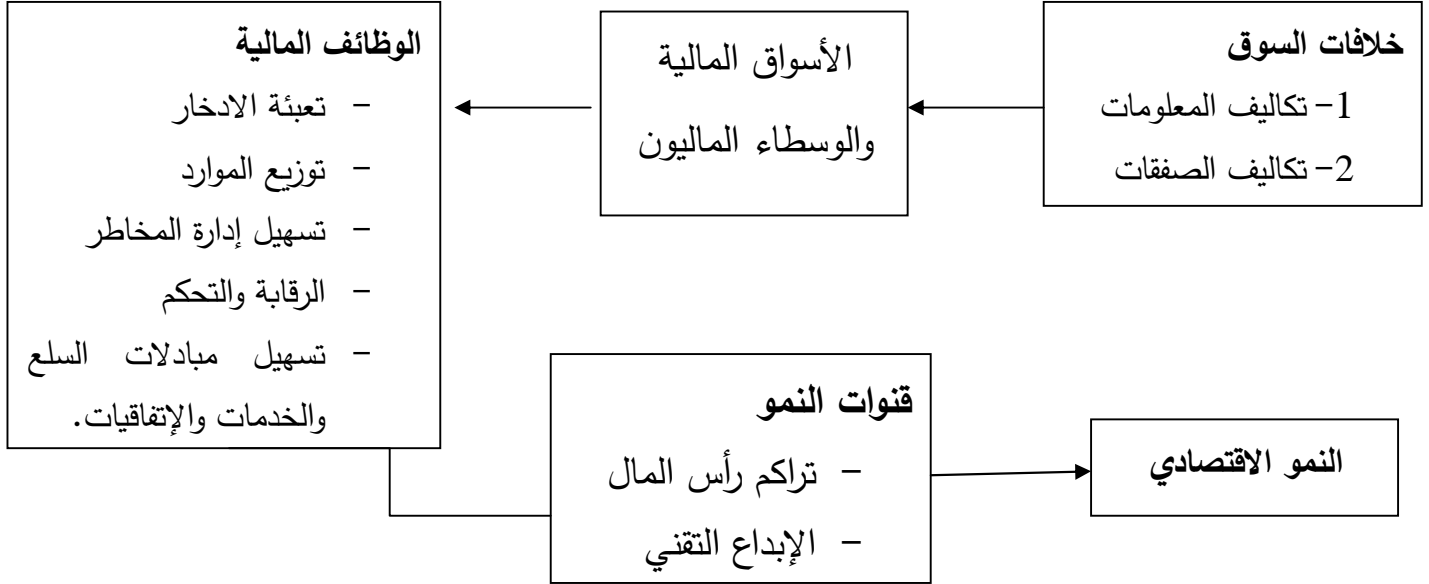 خلافات السوق
1- تكاليف المعلومات
2- تكاليف الصفقات
الأسواق المالية
والوسطاء الماليون
الوظائف المالية
- تعبئة الادخار
- توزيع الموارد
- تسهيل إدارة المخاطر
- الرقابة والتحكم
- تسهيل مبادلات السلع
والخدمات والإتفاقيات.
قنوات النمو
- تراكم رأس المال
- الإبداع التقني
النمو الاقتصادي